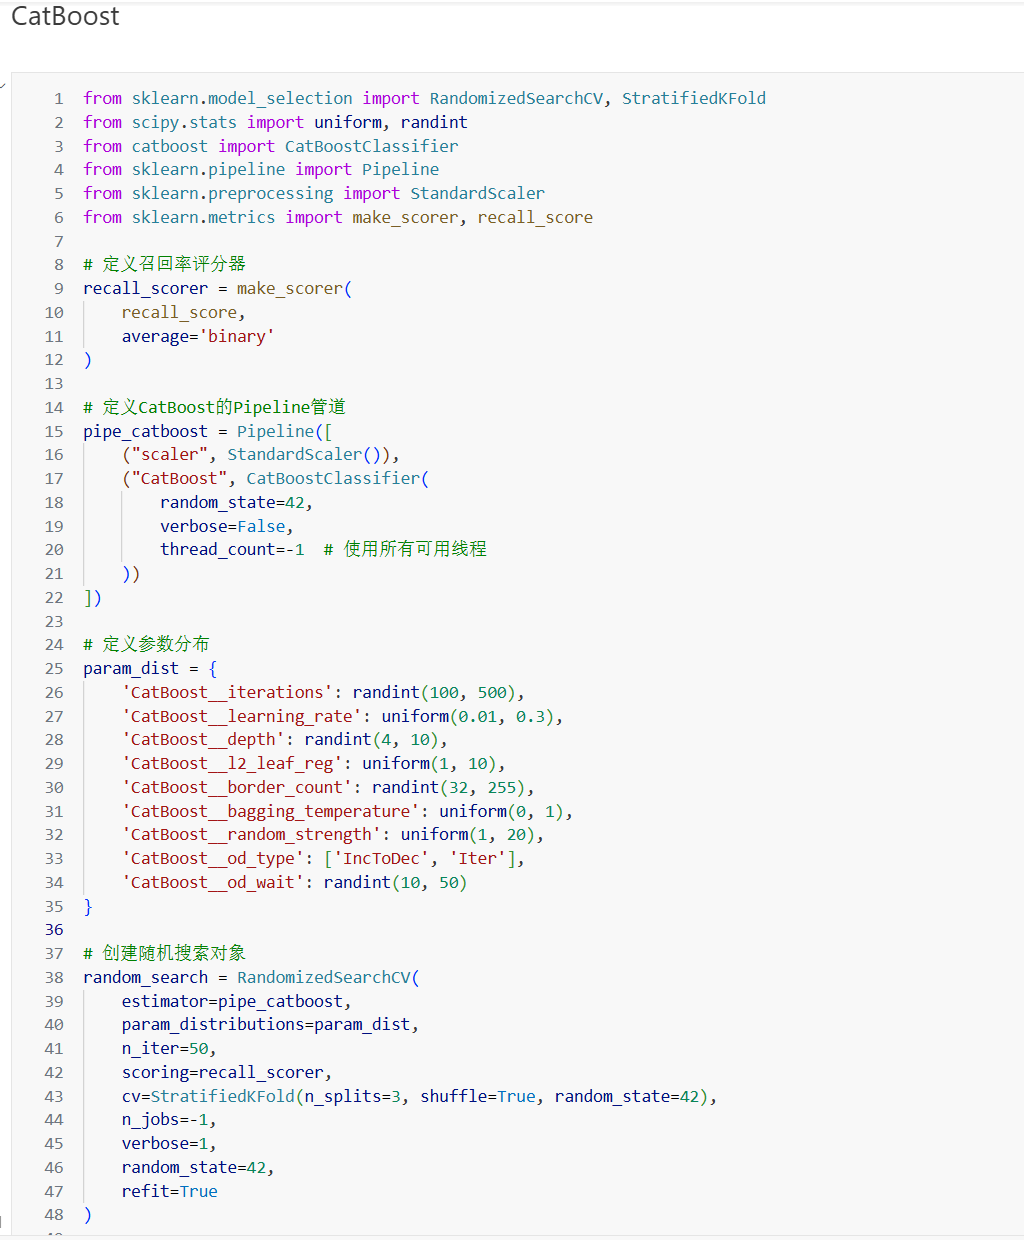 CatBoost
1 from sklearn.model_selection import RandomizedSearchCV, StratifiedKFold
2 from scipy.stats import uniform, randint
3 from catboost import CatBoostClassifier
4 from sklearn.pipeline import Pipeline
5 from sklearn.preprocessing import StandardScaler
6 from sklearn.metrics import make_scorer, recall_score
7
8 # 定义召回率评分器
9 recall_scorer = make_scorer(
10     recall_score,
11     average='binary'
12 )
13
14 # 定义CatBoost的Pipeline管道
15 pipe_catboost = Pipeline([
16     ("scaler", StandardScaler()),
17     ("CatBoost", CatBoostClassifier(
18         random_state=42,
19         verbose=False,
20         thread_count=-1  # 使用所有可用线程
21     ))
22 ])
23
24 # 定义参数分布
25 param_dist = {
26     'CatBoost__iterations': randint(100, 500),
27     'CatBoost__learning_rate': uniform(0.01, 0.3),
28     'CatBoost__depth': randint(4, 10),
29     'CatBoost__l2_leaf_reg': uniform(1, 10),
30     'CatBoost__border_count': randint(32, 255),
31     'CatBoost__bagging_temperature': uniform(0, 1),
32     'CatBoost__random_strength': uniform(1, 20),
33     'CatBoost__od_type': ['IncToDec', 'Iter'],
34     'CatBoost__od_wait': randint(10, 50)
35 }
36
37 # 创建随机搜索对象
38 random_search = RandomizedSearchCV(
39     estimator=pipe_catboost,
40     param_distributions=param_dist,
41     n_iter=50,
42     scoring=recall_scorer,
43     cv=StratifiedKFold(n_splits=3, shuffle=True, random_state=42),
44     n_jobs=-1,
45     verbose=1,
46     random_state=42,
47     refit=True
48 )